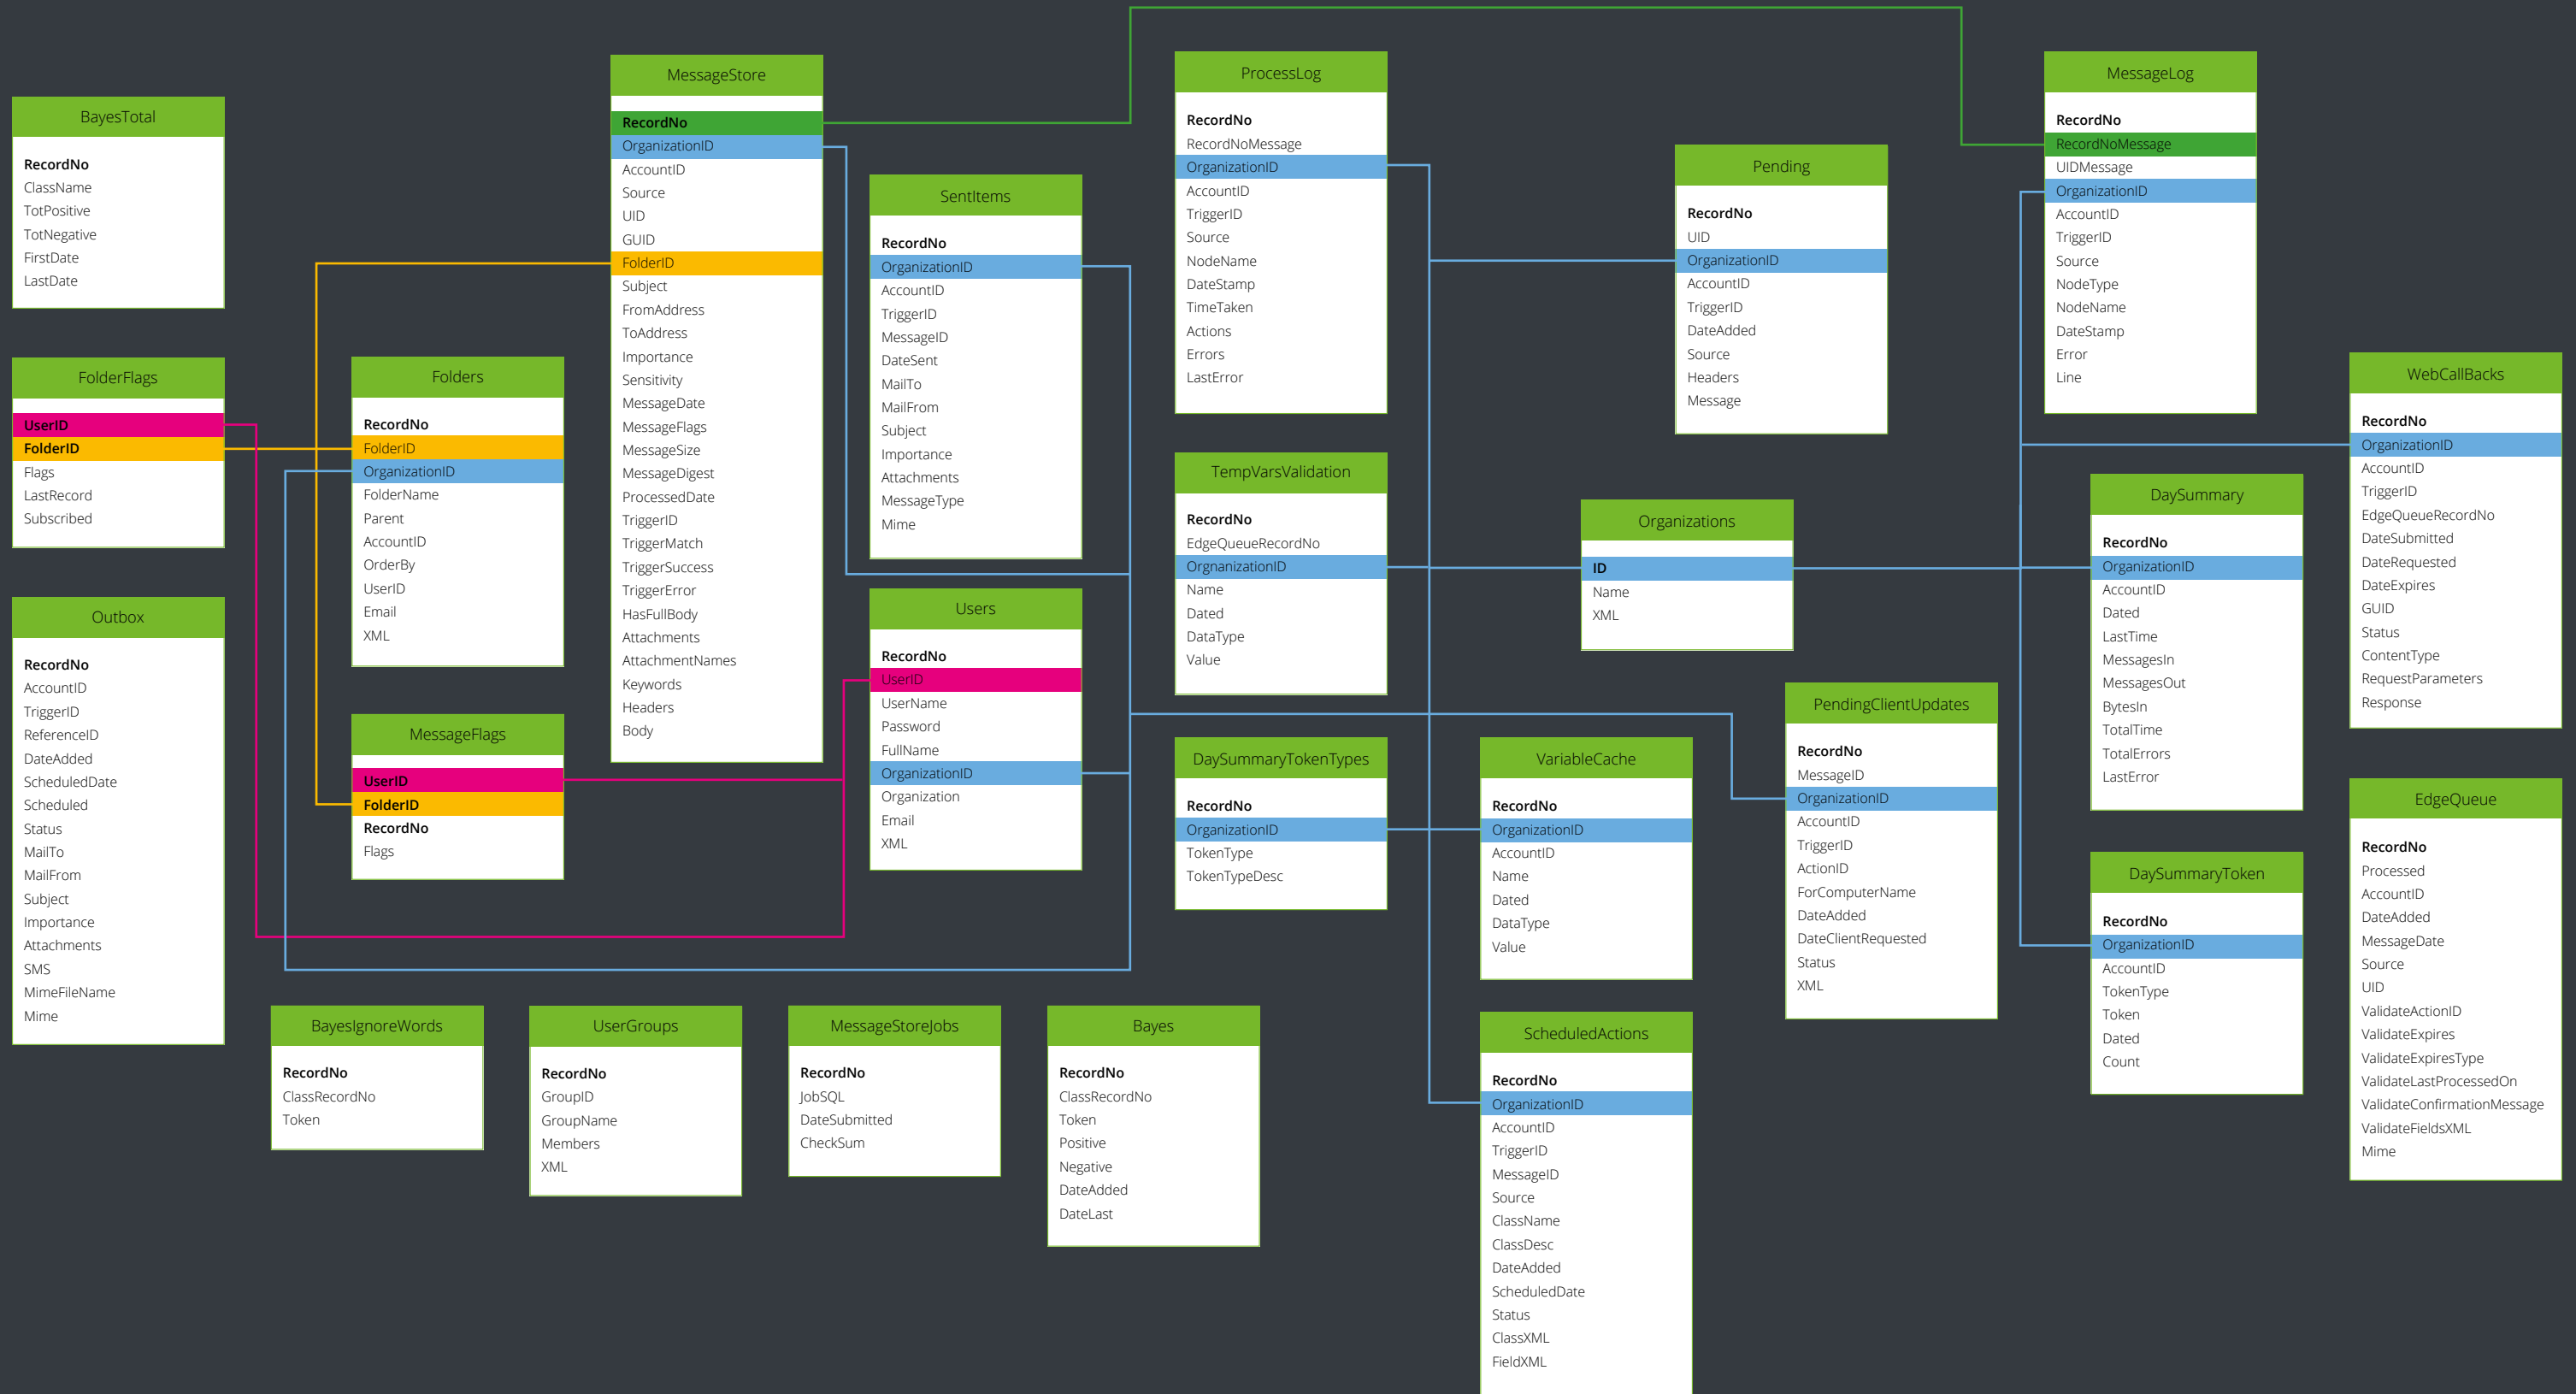 BayesTotal
RecordNo
ClassName
TotPositive
TotNegative
FirstDate
LastDate
FolderFlags
UserID
FolderID
Flags
LastRecord
Subscribed
Outbox
RecordNo
AccountID
TriggerID
ReferenceID
DateAdded
ScheduledDate
Scheduled
Status
MailTo
MailFrom
Subject
Importance
Attachments
SMS
MimeFileName
Mime
Folders
RecordNo
FolderID
OrganizationID
FolderName
Parent
AccountID
OrderBy
UserID
Email
XML
MessageFlags
UserID
FolderID
RecordNo
Flags
MessageStore
RecordNo
OrganizationID
AccountID
Source
UID
GUID
FolderID
Subject
FromAddress
ToAddress
Importance
Sensitivity
MessageDate
MessageFlags
MessageSize
MessageDigest
ProcessedDate
TriggerID
TriggerMatch
TriggerSuccess
TriggerError
HasFullBody
Attachments
AttachmentNames
Keywords
Headers
Body
SentItems
RecordNo
OrganizationID
AccountID
TriggerID
MessageID
DateSent
MailTo
MailFrom
Subject
Importance
Attachments
MessageType
Mime
Users
RecordNo
UserID
UserName
Password
FullName
OrganizationID
Organization
Email
XML
BayesIgnoreWords
RecordNo
ClassRecordNo
Token
UserGroups
RecordNo
GroupID
GroupName
Members
XML
MessageStoreJobs
RecordNo
JobSQL
DateSubmitted
CheckSum
Bayes
RecordNo
ClassRecordNo
Token
Positive
Negative
DateAdded
DateLast
ProcessLog
RecordNo
RecordNoMessage
OrganizationID
AccountID
TriggerID
Source
NodeName
DateStamp
TimeTaken
Actions
Errors
LastError
TempVarsValidation
RecordNo
EdgeQueueRecordNo
OrgnanizationID
Name
Dated
DataType
Value
DaySummaryTokenTypes
RecordNo
OrganizationID
TokenType
TokenTypeDesc
Pending
RecordNo
UID
OrganizationID
AccountID
TriggerID
DateAdded
Source
Headers
Message
Organizations
ID
Name
XML
VariableCache
RecordNo
OrganizationID
AccountID
Name
Dated
DataType
Value
ScheduledActions
RecordNo
OrganizationID
AccountID
TriggerID
MessageID
Source
ClassName
ClassDesc
DateAdded
ScheduledDate
Status
ClassXML
FieldXML
PendingClientUpdates
RecordNo
MessageID
OrganizationID
AccountID
TriggerID
ActionID
ForComputerName
DateAdded
DateClientRequested
Status
XML
MessageLog
RecordNo
RecordNoMessage
UIDMessage
OrganizationID
AccountID
TriggerID
Source
NodeType
NodeName
DateStamp
Error
Line
DaySummary
RecordNo
OrganizationID
AccountID
Dated
LastTime
MessagesIn
MessagesOut
BytesIn
TotalTime
TotalErrors
LastError
DaySummaryToken
RecordNo
OrganizationID
AccountID
TokenType
Token
Dated
Count
WebCallBacks
RecordNo
OrganizationID
AccountID
TriggerID
EdgeQueueRecordNo
DateSubmitted
DateRequested
DateExpires
GUID
Status
ContentType
RequestParameters
Response
EdgeQueue
RecordNo
Processed
AccountID
DateAdded
MessageDate
Source
UID
ValidateActionID
ValidateExpires
ValidateExpiresType
ValidateLastProcessedOn
ValidateConfirmationMessage
ValidateFieldsXML
Mime